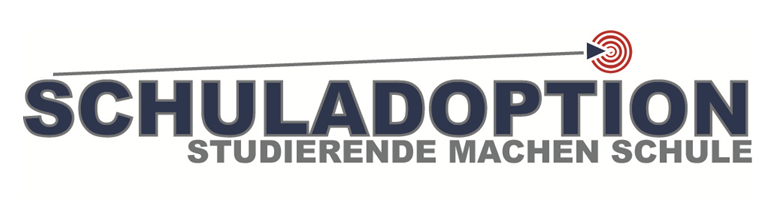 SCHULADOPTION
STUDIERENDE MACHEN SCHULE